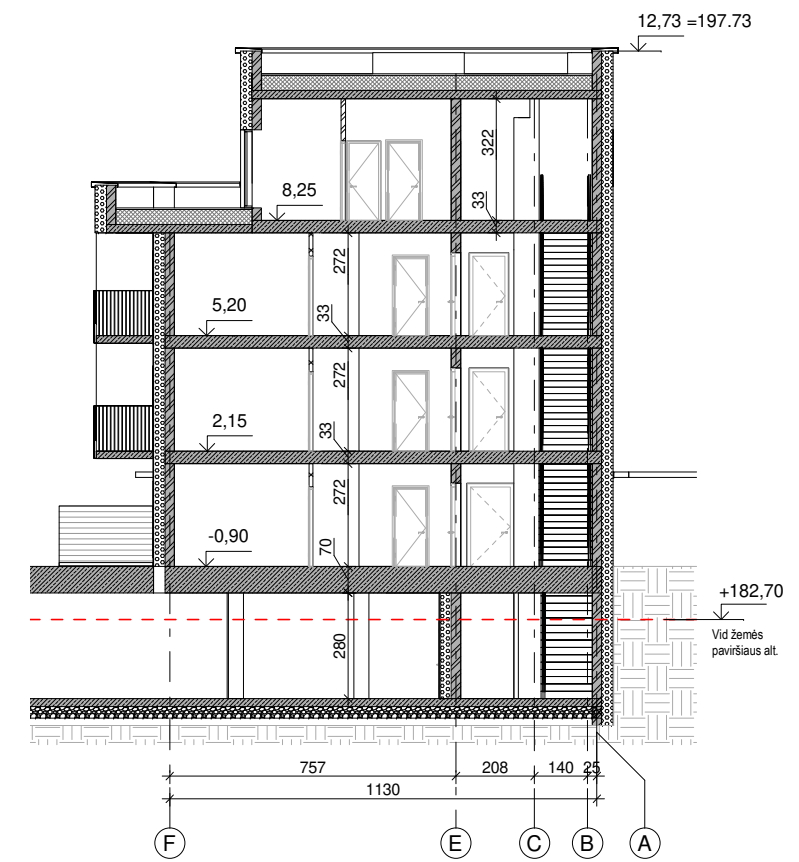 12,73 =197.73
322
8,25
33
272
5,20
33
272
2,15
33
272
-0,90
70
+182,70
Vid žemės
paviršiaus alt.
280
757
208
140
25
1130
F
E
C
B
A